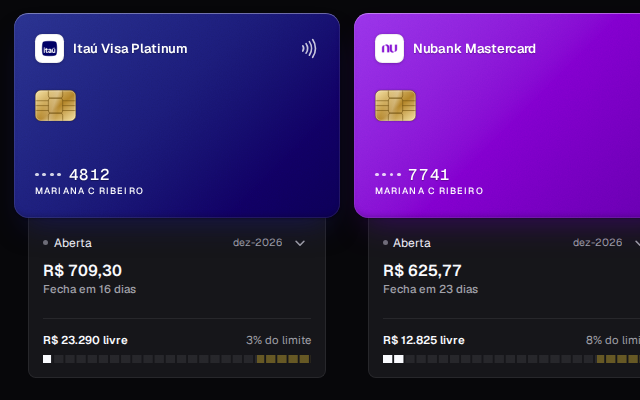 itaú Itaú Visa Platinum
•••• 4812
MARIANA C RIBEIRO
Aberta dez-2026
R$ 709,30
Fecha em 16 dias
R$ 23.290 livre 3% do limite
nu Nubank Mastercard
•••• 7741
MARIANA C RIBEIRO
Aberta dez-2026
R$ 625,77
Fecha em 23 dias
R$ 12.825 livre 8% do limi